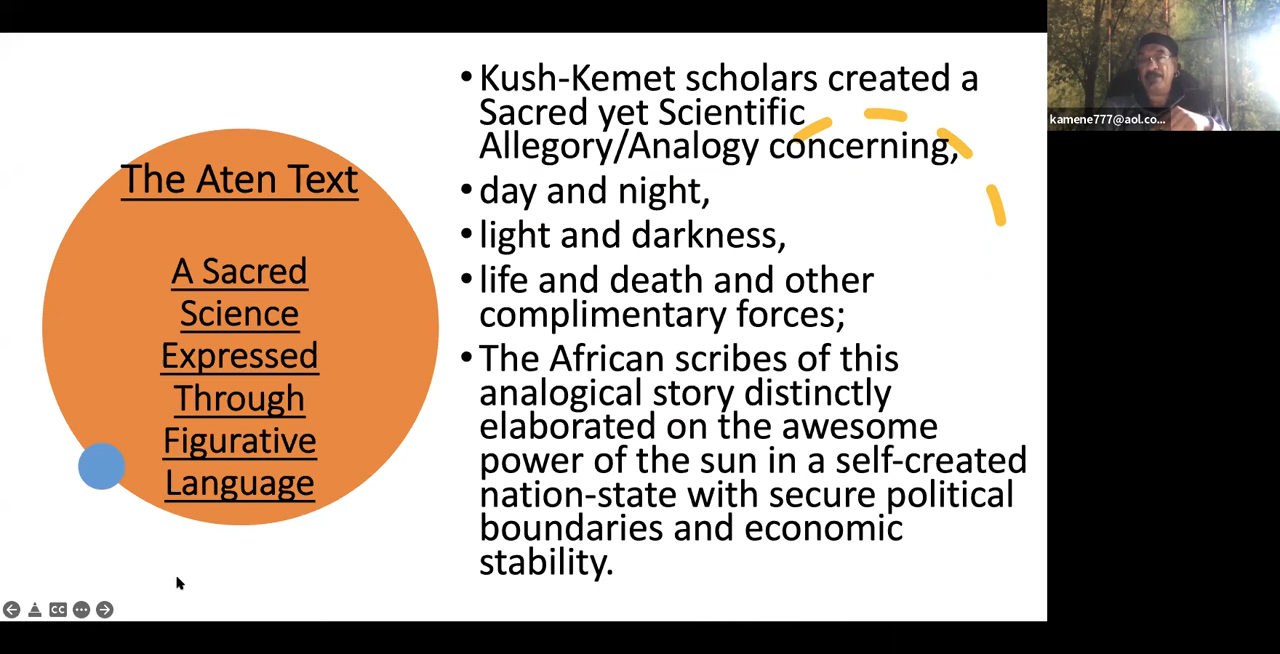 The Aten Text
A Sacred
Science
Expressed
Through
Figurative
Language
• Kush-Kemet scholars created a
Sacred yet Scientific
Allegory/Analogy concerning,
• day and night,
• light and darkness,
• life and death and other
complimentary forces;
• The African scribes of this
analogical story distinctly
elaborated on the awesome
power of the sun in a self-created
nation-state with secure political
boundaries and economic
stability.
kamene777@aol.co...
CC